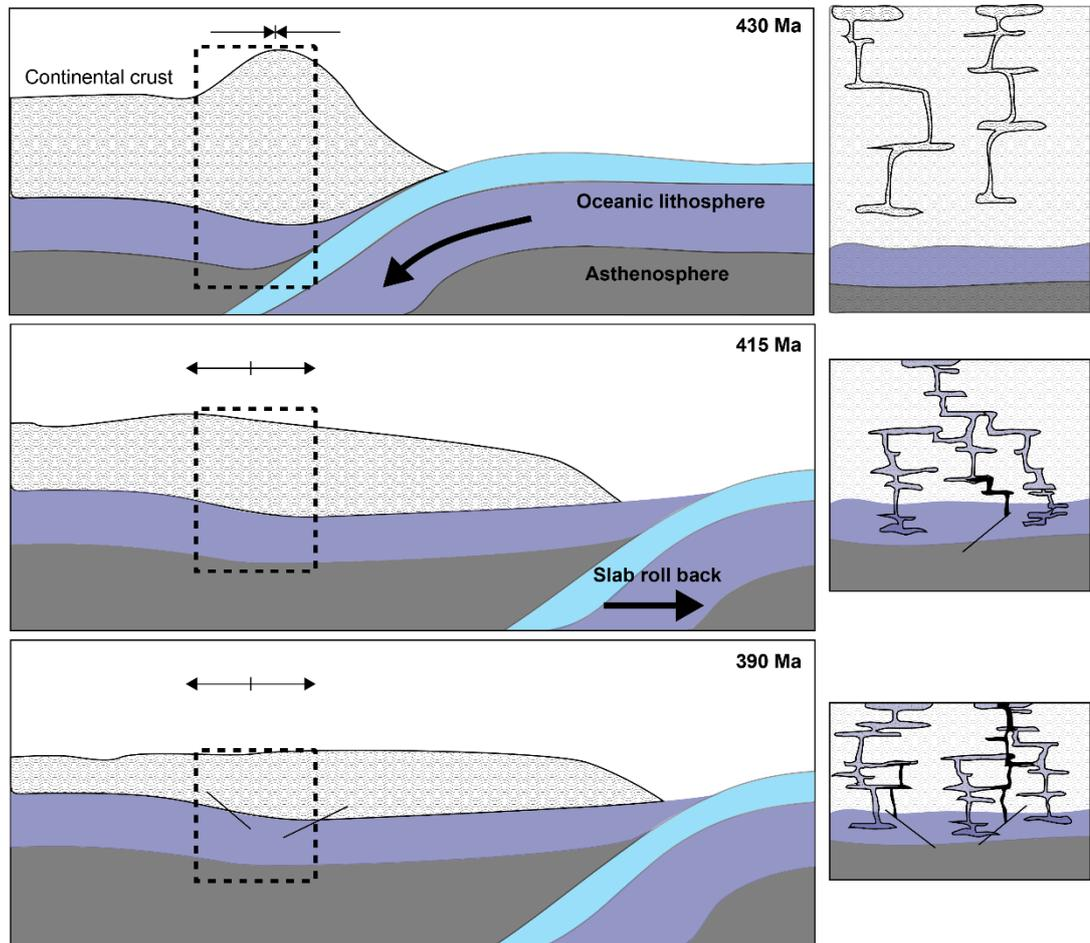 430 Ma
Continental crust
Oceanic lithosphere
Asthenosphere
415 Ma
Slab roll back
390 Ma